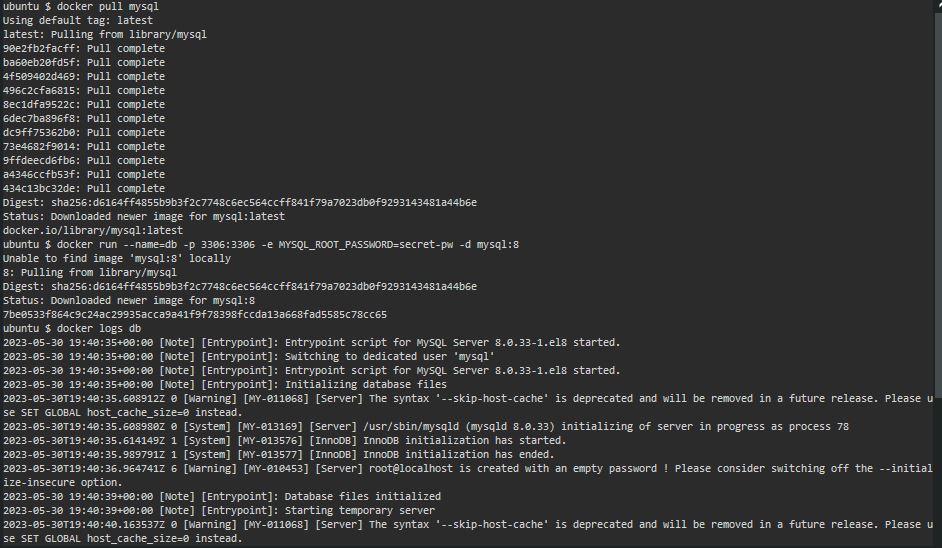 ubuntu $ docker pull mysql
Using default tag: latest
latest: Pulling from library/mysql
90e2fb2facff: Pull complete
ba60eb20fd5f: Pull complete
4f509402d469: Pull complete
496c2cfa6815: Pull complete
8ec1dfa9522c: Pull complete
6dec7ba896f8: Pull complete
dc9ff75362b0: Pull complete
73e4682f9014: Pull complete
9ffdeecd6fb6: Pull complete
a4346ccfb53f: Pull complete
434c13bc32de: Pull complete
Digest: sha256:d6164ff4855b9b3f2c7748c6ec564ccff841f79a7023db0f9293143481a44b6e
Status: Downloaded newer image for mysql:latest
docker.io/library/mysql:latest
ubuntu $ docker run --name=db -p 3306:3306 -e MYSQL_ROOT_PASSWORD=secret-pw -d mysql:8
Unable to find image 'mysql:8' locally
8: Pulling from library/mysql
Digest: sha256:d6164ff4855b9b3f2c7748c6ec564ccff841f79a7023db0f9293143481a44b6e
Status: Downloaded newer image for mysql:8
7be0533f864c9c24ac29935acca9a41f9f78398fccda13a668fad5585c78cc65
ubuntu $ docker logs db
2023-05-30 19:40:35+00:00 [Note] [Entrypoint]: Entrypoint script for MySQL Server 8.0.33-1.el8 started.
2023-05-30 19:40:35+00:00 [Note] [Entrypoint]: Switching to dedicated user 'mysql'
2023-05-30 19:40:35+00:00 [Note] [Entrypoint]: Entrypoint script for MySQL Server 8.0.33-1.el8 started.
2023-05-30 19:40:35+00:00 [Note] [Entrypoint]: Initializing database files
2023-05-30T19:40:35.608912Z 0 [Warning] [MY-011068] [Server] The syntax '--skip-host-cache' is deprecated and will be removed in a future release. Please u
se SET GLOBAL host_cache_size=0 instead.
2023-05-30T19:40:35.608980Z 0 [System] [MY-013169] [Server] /usr/sbin/mysqld (mysqld 8.0.33) initializing of server in progress as process 78
2023-05-30T19:40:35.614149Z 1 [System] [MY-013576] [InnoDB] InnoDB initialization has started.
2023-05-30T19:40:35.989791Z 1 [System] [MY-013577] [InnoDB] InnoDB initialization has ended.
2023-05-30T19:40:36.964741Z 6 [Warning] [MY-010453] [Server] root@localhost is created with an empty password ! Please consider switching off the --initial
ize-insecure option.
2023-05-30 19:40:39+00:00 [Note] [Entrypoint]: Database files initialized
2023-05-30 19:40:39+00:00 [Note] [Entrypoint]: Starting temporary server
2023-05-30T19:40:40.163537Z 0 [Warning] [MY-011068] [Server] The syntax '--skip-host-cache' is deprecated and will be removed in a future release. Please u
se SET GLOBAL host_cache_size=0 instead.